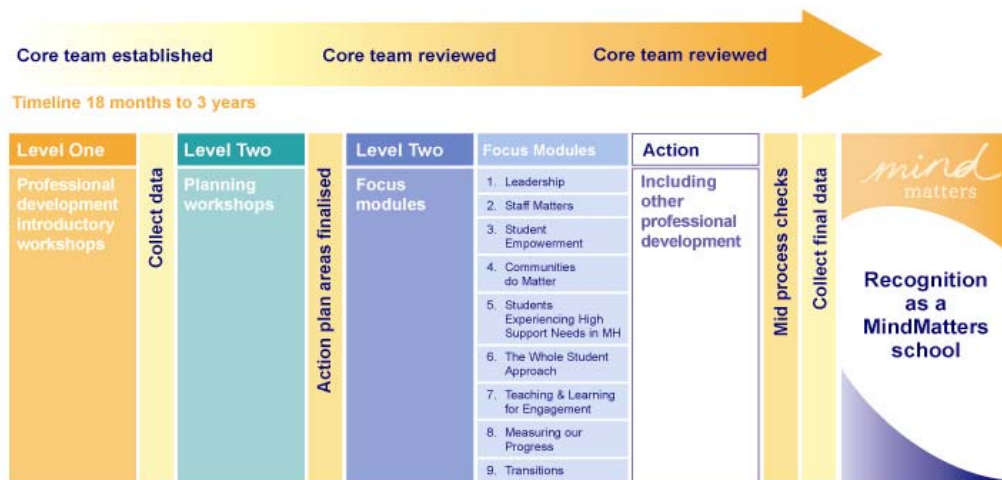 Core team established
Core team reviewed
Core team reviewed
Timeline 18 months to 3 years
Level One
Professional
development
introductory
workshops
Collect data
Level Two
Planning
workshops
Action plan areas finalised
Level Two
Focus
modules
Focus Modules
1. Leadership
2. Staff Matters
3. Student
Empowerment
4. Communities
do Matter
5. Students
Experiencing High
Support Needs in MH
6. The Whole Student
Approach
7. Teaching & Learning
for Engagement
8. Measuring our
Progress
9. Transitions
Action
Including
other
professional
development
Mid process checks
Collect final data
mind
matters
Recognition
as a
MindMatters
school